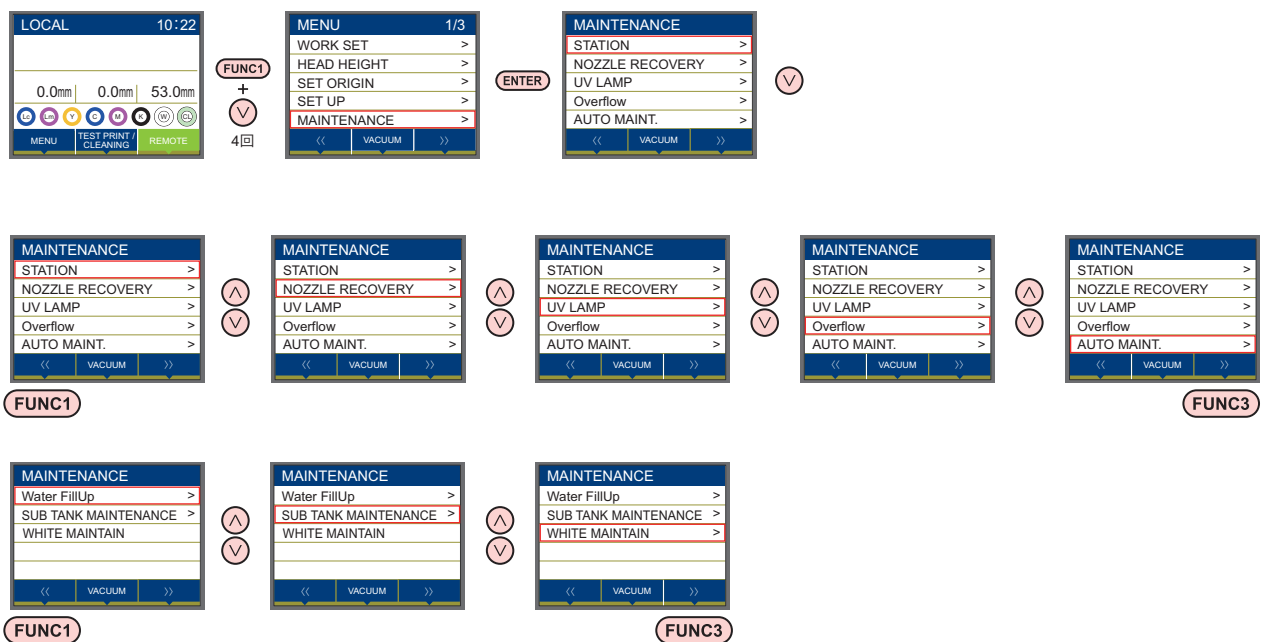 LOCAL 10:22
0.0mm 0.0mm 53.0mm
Lc Lm Y C M K W CL
MENU TEST PRINT / CLEANING REMOTE
FUNC1
+
4回
MENU 1/3
WORK SET >
HEAD HEIGHT >
SET ORIGIN >
SET UP >
MAINTENANCE >
<< VACUUM >>
ENTER
MAINTENANCE
STATION >
NOZZLE RECOVERY >
UV LAMP >
Overflow >
AUTO MAINT. >
<< VACUUM >>
MAINTENANCE
STATION >
NOZZLE RECOVERY >
UV LAMP >
Overflow >
AUTO MAINT. >
<< VACUUM >>
FUNC1
MAINTENANCE
STATION >
NOZZLE RECOVERY >
UV LAMP >
Overflow >
AUTO MAINT. >
<< VACUUM >>
MAINTENANCE
STATION >
NOZZLE RECOVERY >
UV LAMP >
Overflow >
AUTO MAINT. >
<< VACUUM >>
MAINTENANCE
STATION >
NOZZLE RECOVERY >
UV LAMP >
Overflow >
AUTO MAINT. >
<< VACUUM >>
MAINTENANCE
STATION >
NOZZLE RECOVERY >
UV LAMP >
Overflow >
AUTO MAINT. >
<< VACUUM >>
FUNC3
MAINTENANCE
Water FillUp >
SUB TANK MAINTENANCE >
WHITE MAINTAIN
<< VACUUM >>
FUNC1
MAINTENANCE
Water FillUp >
SUB TANK MAINTENANCE >
WHITE MAINTAIN
<< VACUUM >>
MAINTENANCE
Water FillUp >
SUB TANK MAINTENANCE >
WHITE MAINTAIN >
<< VACUUM >>
FUNC3